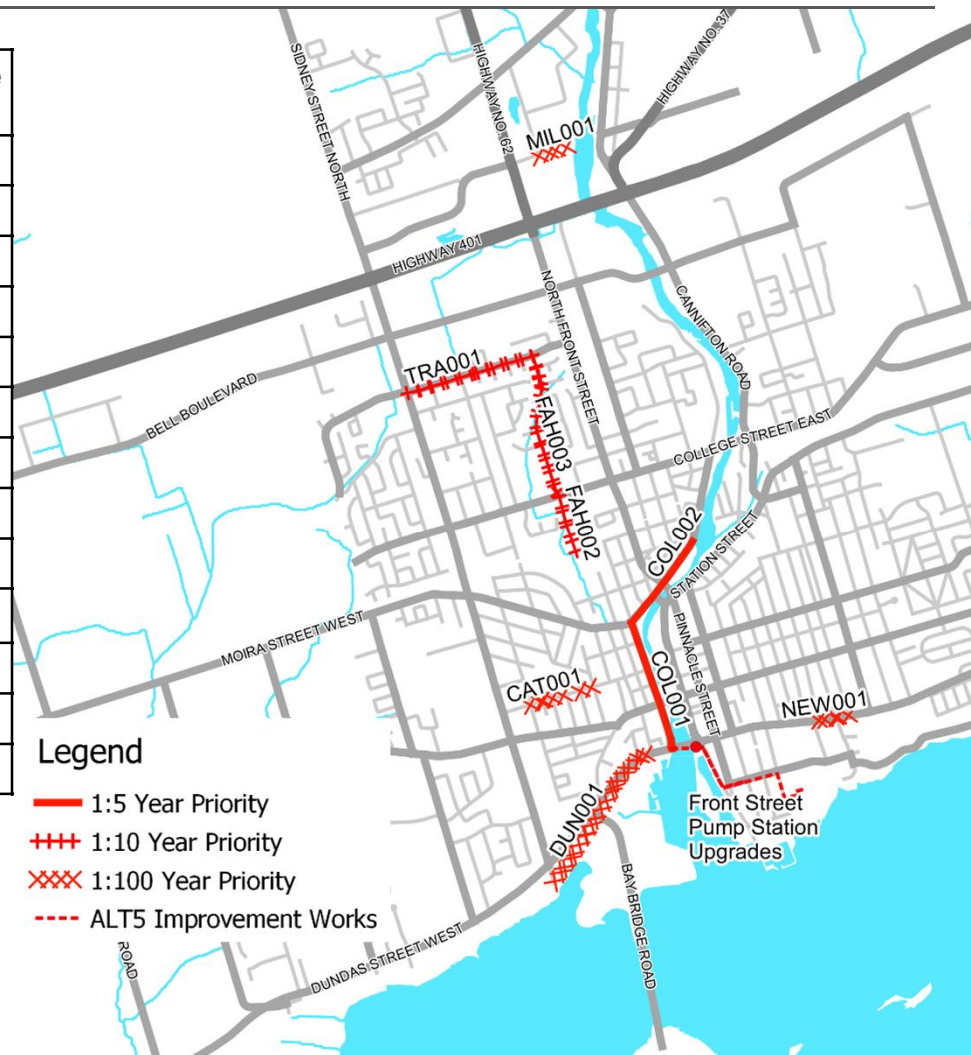 SIDNEY STREET NORTH
HIGHWAY NO. 62
HIGHWAY NO. 37
MIL001
HIGHWAY 401
NORTH FRONT STREET
CANNIFTON ROAD
TRA001
BELL BOULEVARD
FAH003
COLLEGE STREET EAST
FAH002
COL002
STATION STREET
MOIRA STREET WEST
PINNACLE STREET
COL001
CAT001
NEW001
Legend
1:5 Year Priority
1:10 Year Priority
1:100 Year Priority
ALT5 Improvement Works
DUN001
Front Street
Pump Station
Upgrades
BAY BRIDGE ROAD
ROAD
DUNDAS STREET WEST